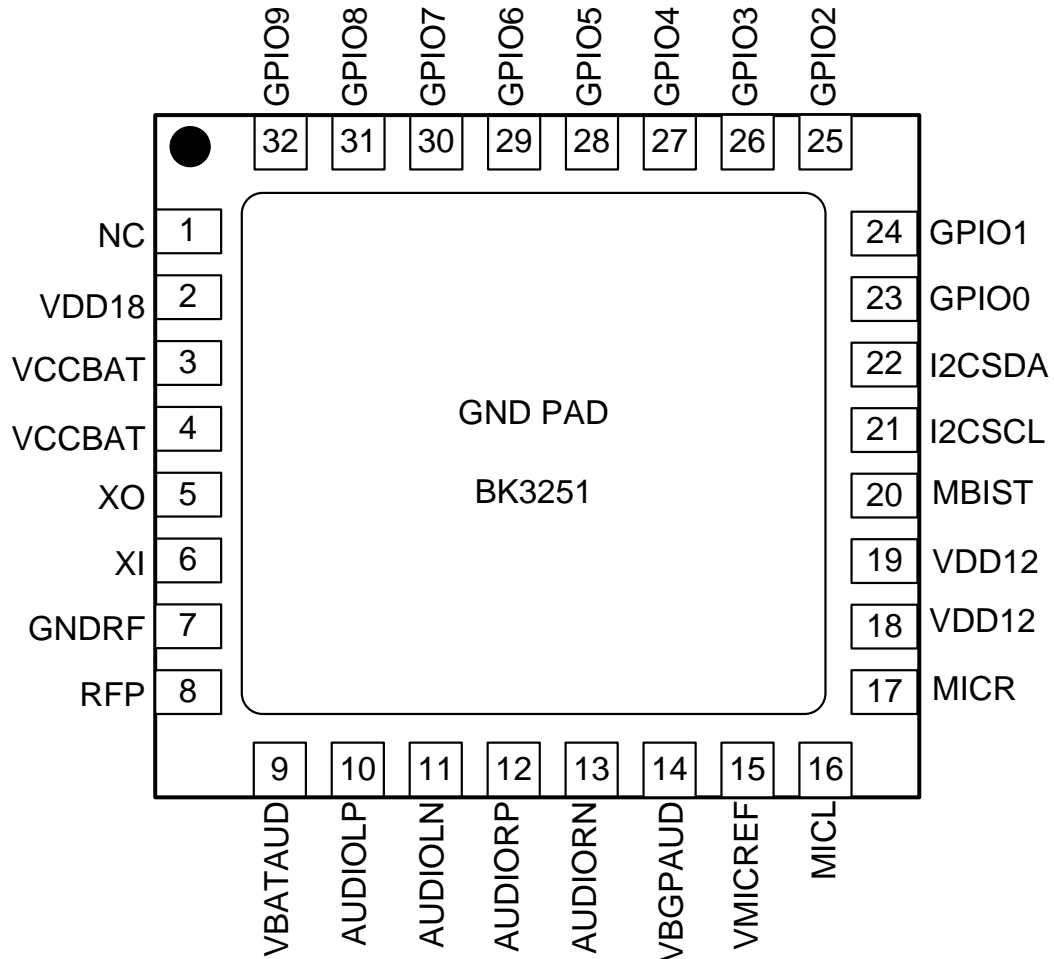 GPIO9
GPIO8
GPIO7
GPIO6
GPIO5
GPIO4
GPIO3
GPIO2
32
31
30
29
28
27
26
25
NC
1
VDD18
2
VCCBAT
3
VCCBAT
4
XO
5
XI
6
GNDRF
7
RFP
8
GND PAD
BK3251
24
GPIO1
23
GPIO0
22
I2CSDA
21
I2CSCL
20
MBIST
19
VDD12
18
VDD12
17
MICR
9
10
11
12
13
14
15
16
VBATAUD
AUDIOLP
AUDIOLN
AUDIORP
AUDIORN
VBGPAUD
VMICREF
MICL